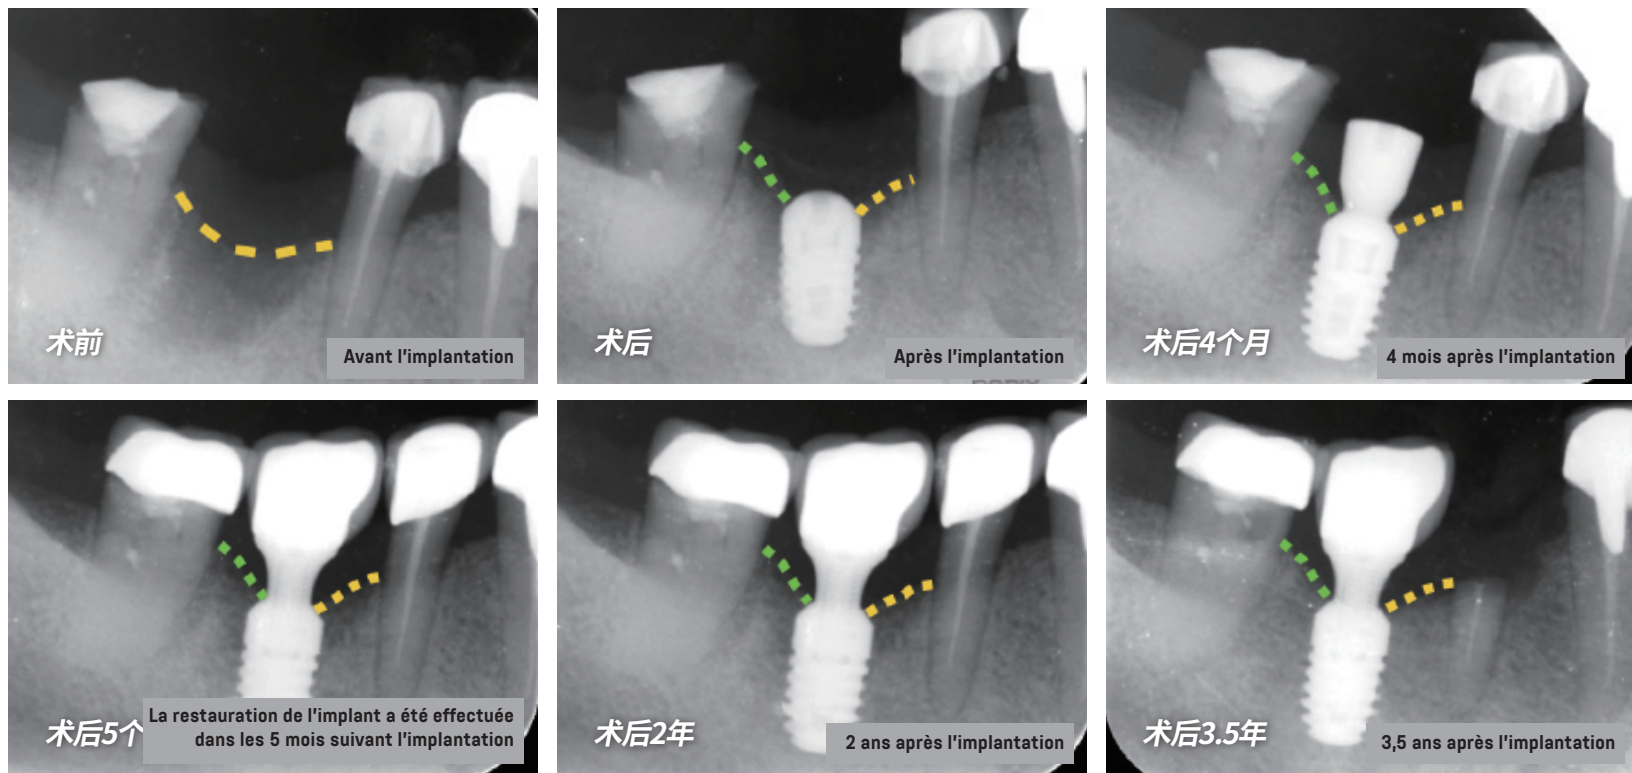 术前
Avant l'implantation
术后
Après l'implantation
术后4个月
4 mois après l'implantation
术后5个
La restauration de l'implant a été effectuée
dans les 5 mois suivant l'implantation
术后2年
2 ans après l'implantation
术后3.5年
3,5 ans après l'implantation